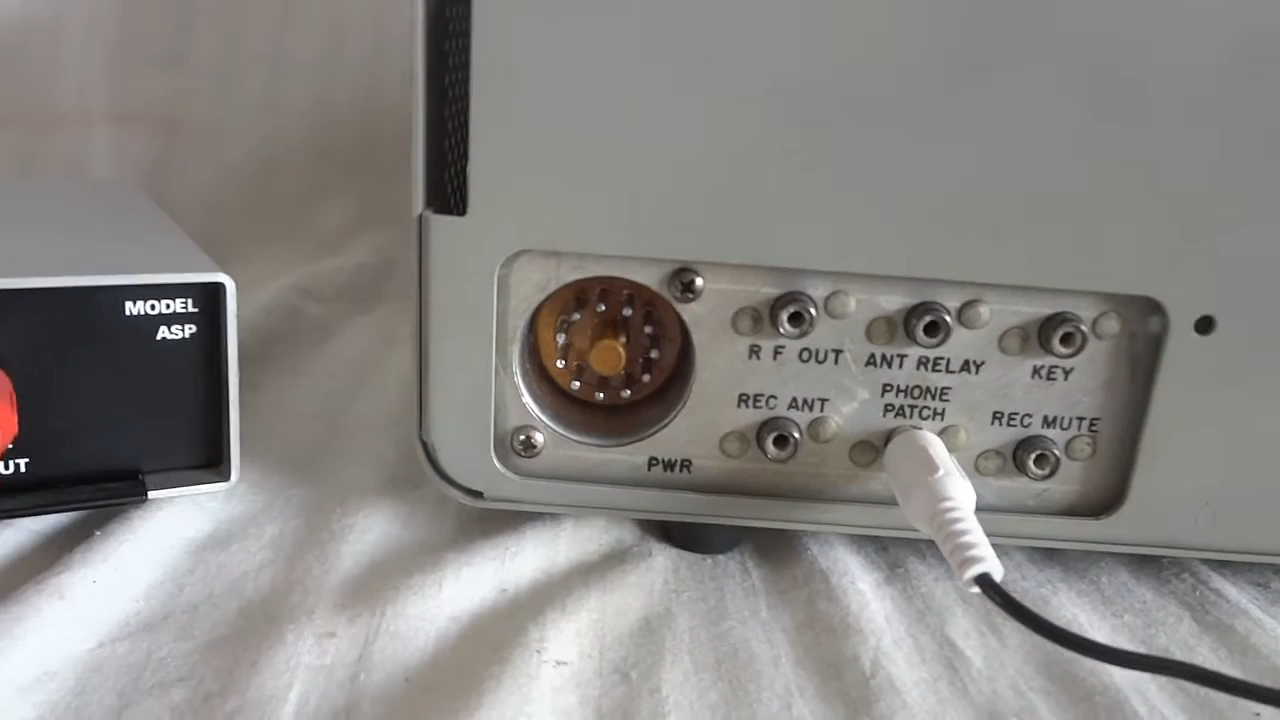 MODEL
ASP
UT
R F OUT
ANT RELAY
KEY
REC ANT
PHONE
PATCH
REC MUTE
PWR